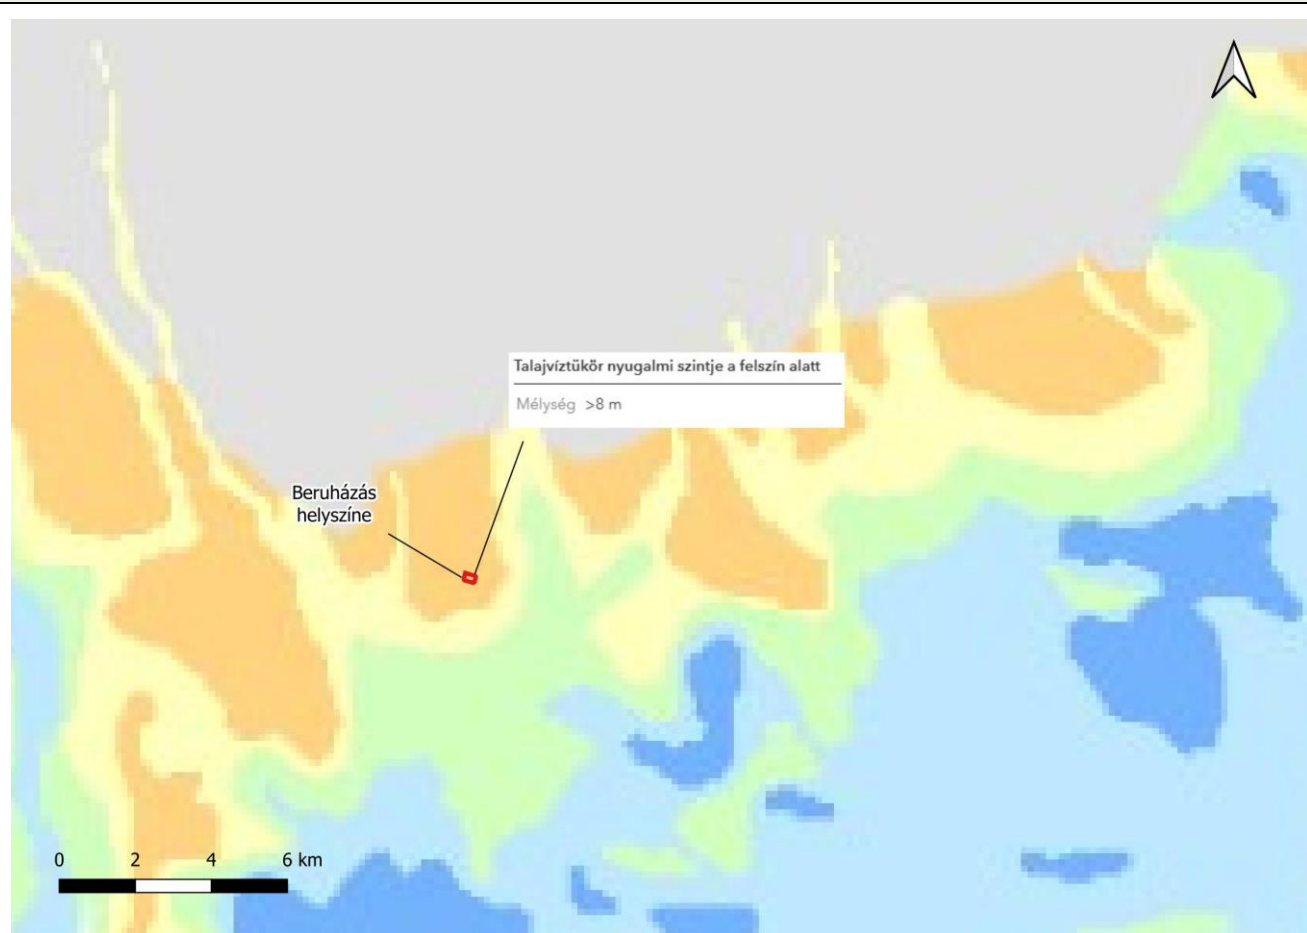 Talajvíztükör nyugalmi szintje a felszín alatt
Mélység >8 m
Beruházás
helyszíne
0 2 4 6 km